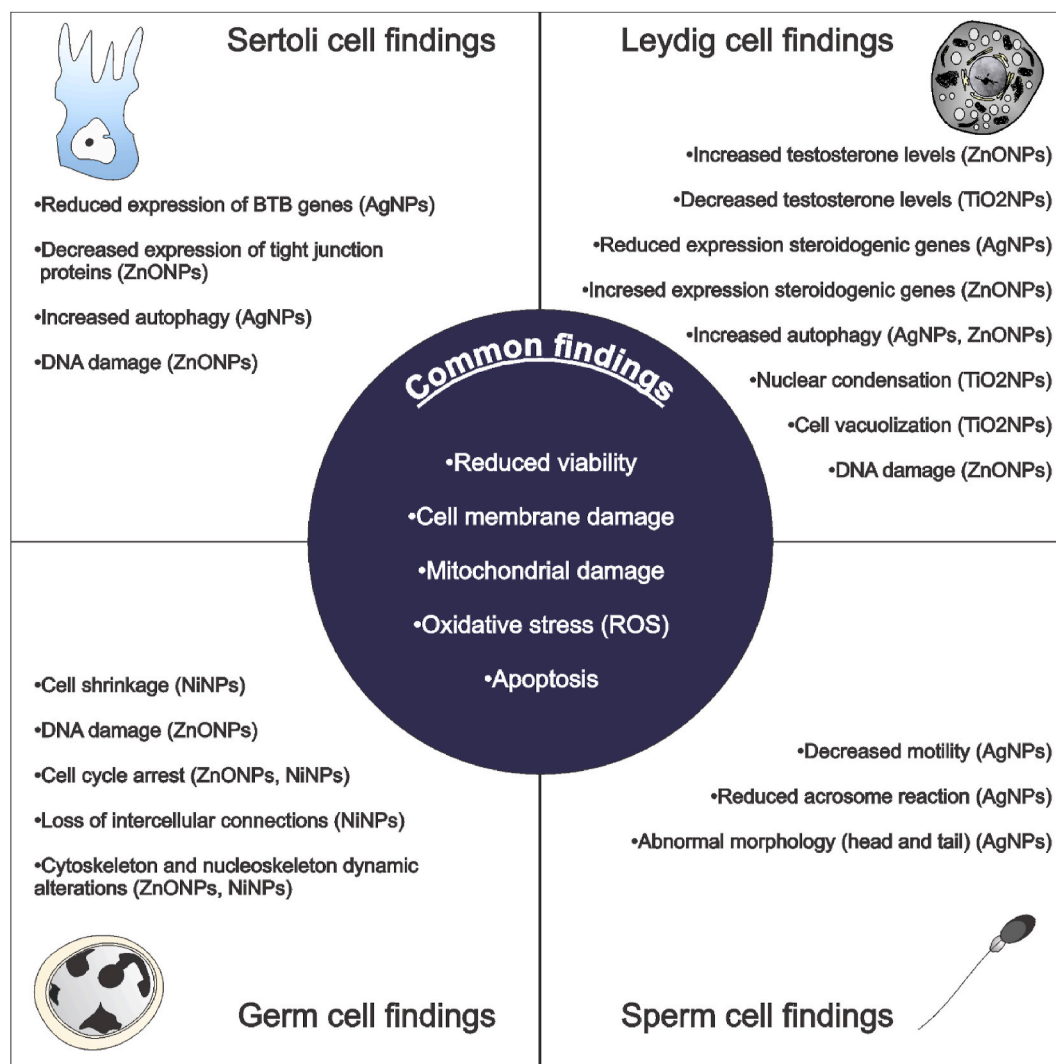 Sertoli cell findings
•Reduced expression of BTB genes (AgNPs)
•Decreased expression of tight junction
proteins (ZnONPs)
•Increased autophagy (AgNPs)
•DNA damage (ZnONPs)
Leydig cell findings
•Increased testosterone levels (ZnONPs)
•Decreased testosterone levels (TiO2NPs)
•Reduced expression steroidogenic genes (AgNPs)
•Incresed expression steroidogenic genes (ZnONPs)
•Increased autophagy (AgNPs, ZnONPs)
•Nuclear condensation (TiO2NPs)
•Cell vacuolization (TiO2NPs)
•DNA damage (ZnONPs)
Common findings
•Reduced viability
•Cell membrane damage
•Mitochondrial damage
•Oxidative stress (ROS)
•Apoptosis
•Cell shrinkage (NiNPs)
•DNA damage (ZnONPs)
•Cell cycle arrest (ZnONPs, NiNPs)
•Loss of intercellular connections (NiNPs)
•Cytoskeleton and nucleoskeleton dynamic
alterations (ZnONPs, NiNPs)
Germ cell findings
•Decreased motility (AgNPs)
•Reduced acrosome reaction (AgNPs)
•Abnormal morphology (head and tail) (AgNPs)
Sperm cell findings